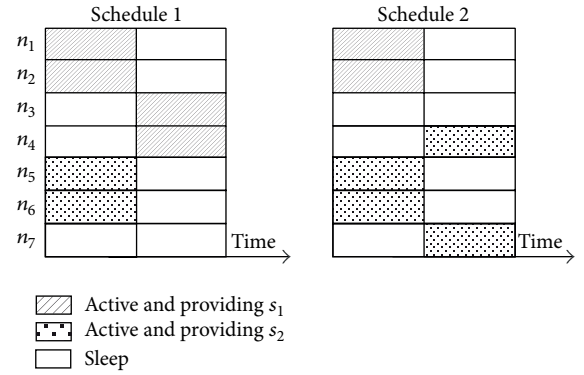 Schedule 1
Schedule 2
n₁
n₂
n₃
n₄
n₅
n₆
n₇
Time
Time
Active and providing s₁
Active and providing s₂
Sleep